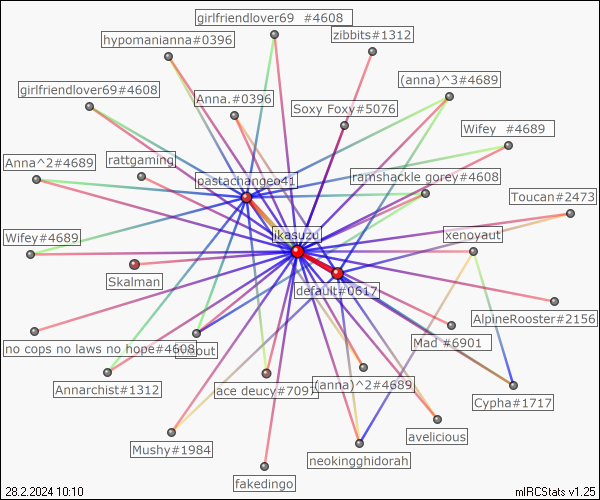 girlfriendlover69 #4608
zibbits#1312
hypomanianna#0396
(anna)^3#4689
girlfriendlover69#4608
Anna.#0396
Soxy Foxy#5076
Wifey #4689
Anna^2#4689
rattgaming
pastachangeo41
ramshackle gorey#4608
Toucan#2473
Wifey#4689
jkasuzu
xenoyaut
Skalman
default#0617
AlpineRooster#2156
no cops no laws no hope#4608
out
Mad #6901
Annarchist#1312
ace deucy#7097
(anna)^2#4689
Cypha#1717
Mushy#1984
avelicious
neokingghidorah
fakedingo
28.2.2024 10:10
mIRCStats v1.25